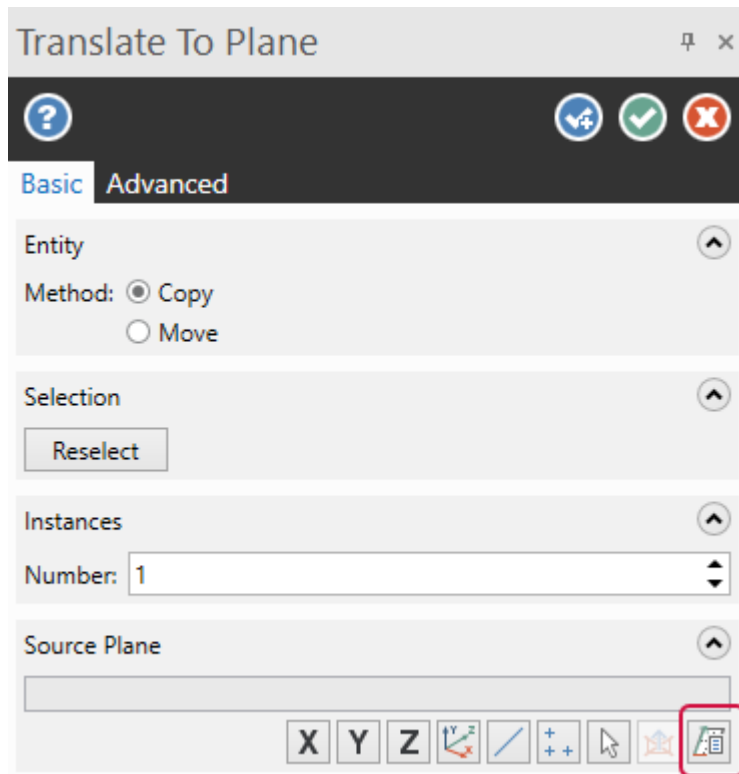 Translate To Plane
Basic Advanced
Entity
Method: Copy
Move
Selection
Reselect
Instances
Number: 1
Source Plane
X Y Z